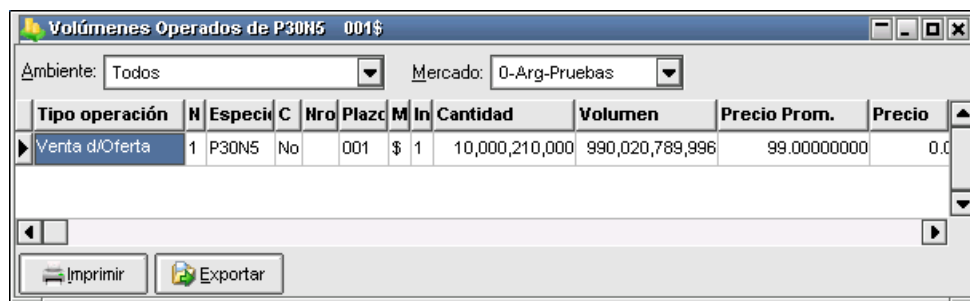 Volúmenes Operados de P30N5 001$
Ambiente: Todos Mercado: 0-Arg-Pruebas
Tipo operación N Especi C Nro Plazo M In Cantidad Volumen Precio Prom. Precio
Venta d/Oferta 1 P30N5 No 001 $ 1 10,000,210,000 990,020,789,996 99.00000000 0.0
Imprimir Exportar